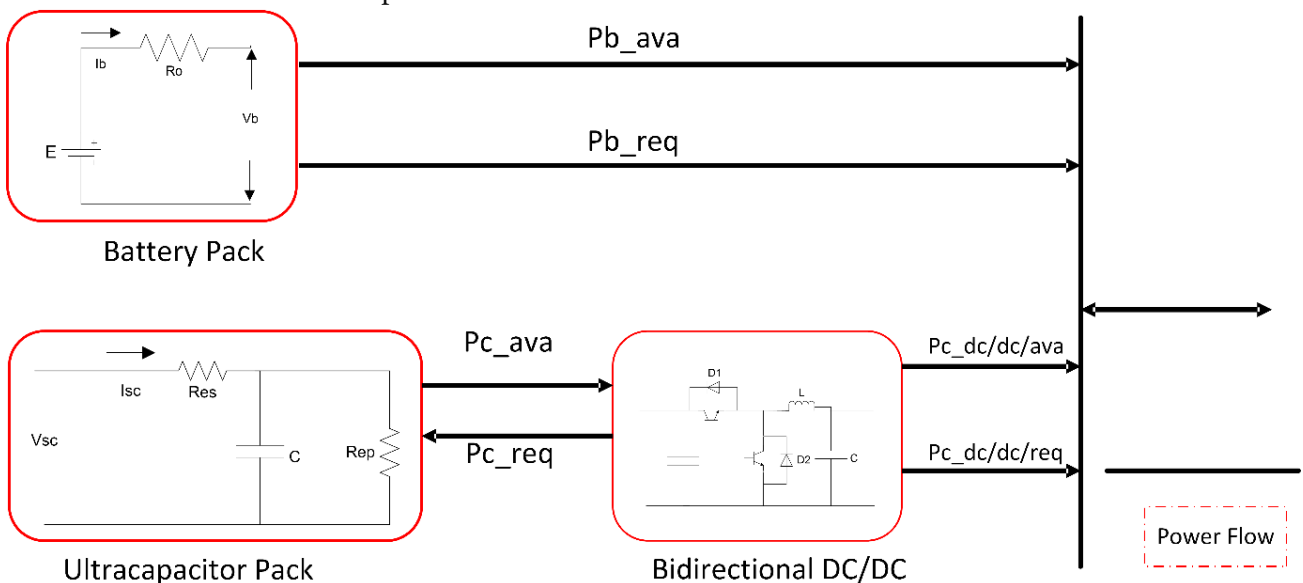 Pb_ava
Ib
Ro
Vb
E
Pb_req
Battery Pack
Pc_ava
Pc_dc/dc/ava
Isc
Res
D1
L
Vsc
C
Rep
Pc_req
D2
C
Pc_dc/dc/req
Power Flow
Ultracapacitor Pack
Bidirectional DC/DC